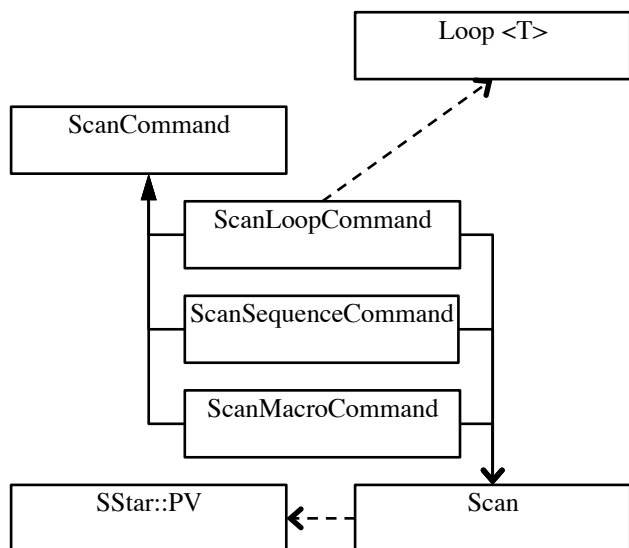 Loop <T>
ScanCommand
ScanLoopCommand
ScanSequenceCommand
ScanMacroCommand
SStar::PV
Scan